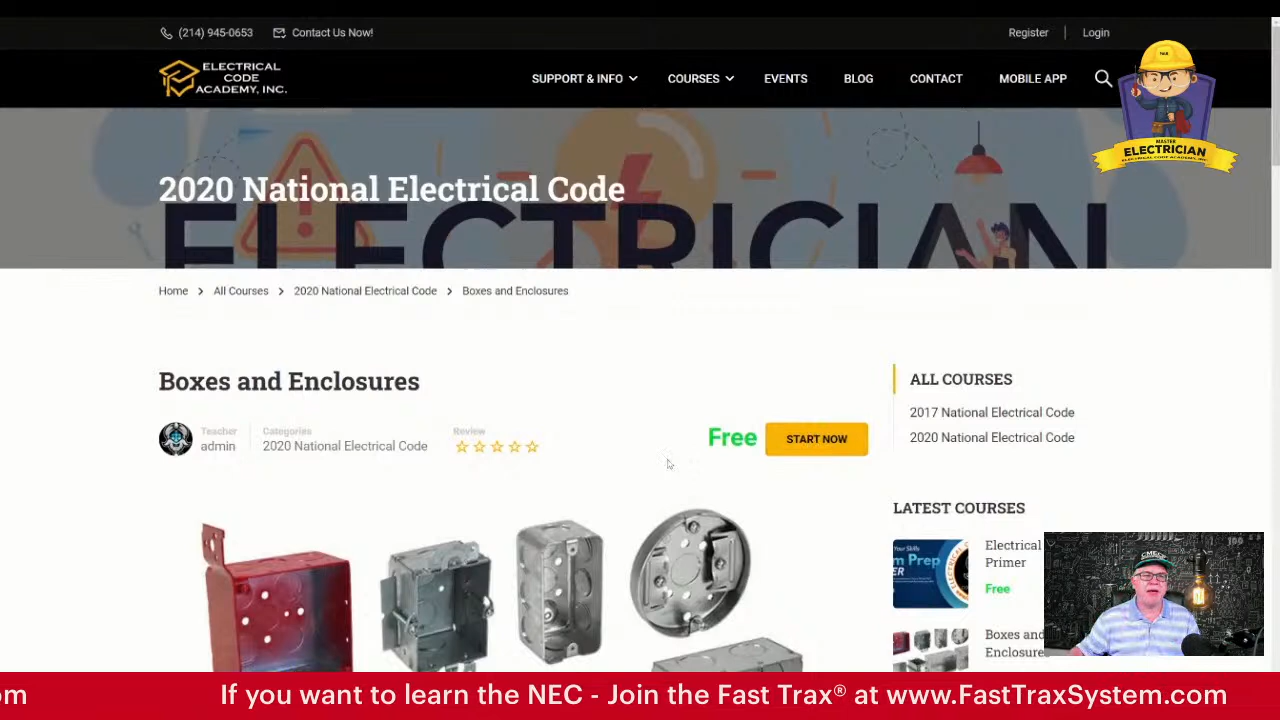 (214) 945-0653 Contact Us Now! Register Login
ELECTRICAL
CODE
ACADEMY, INC.
SUPPORT & INFO COURSES EVENTS BLOG CONTACT MOBILE APP
MASTER
ELECTRICIAN
ELECTRICAL CODE ACADEMY, INC.
2020 National Electrical Code
ELECTRICIAN
Home All Courses 2020 National Electrical Code Boxes and Enclosures
Boxes and Enclosures
Teacher
admin
Categories
2020 National Electrical Code
Review
Free START NOW
ALL COURSES
2017 National Electrical Code
2020 National Electrical Code
LATEST COURSES
Electrical
Primer
Free
Boxes and
Enclosures
om If you want to learn the NEC - Join the Fast Trax® at www.FastTraxSystem.com